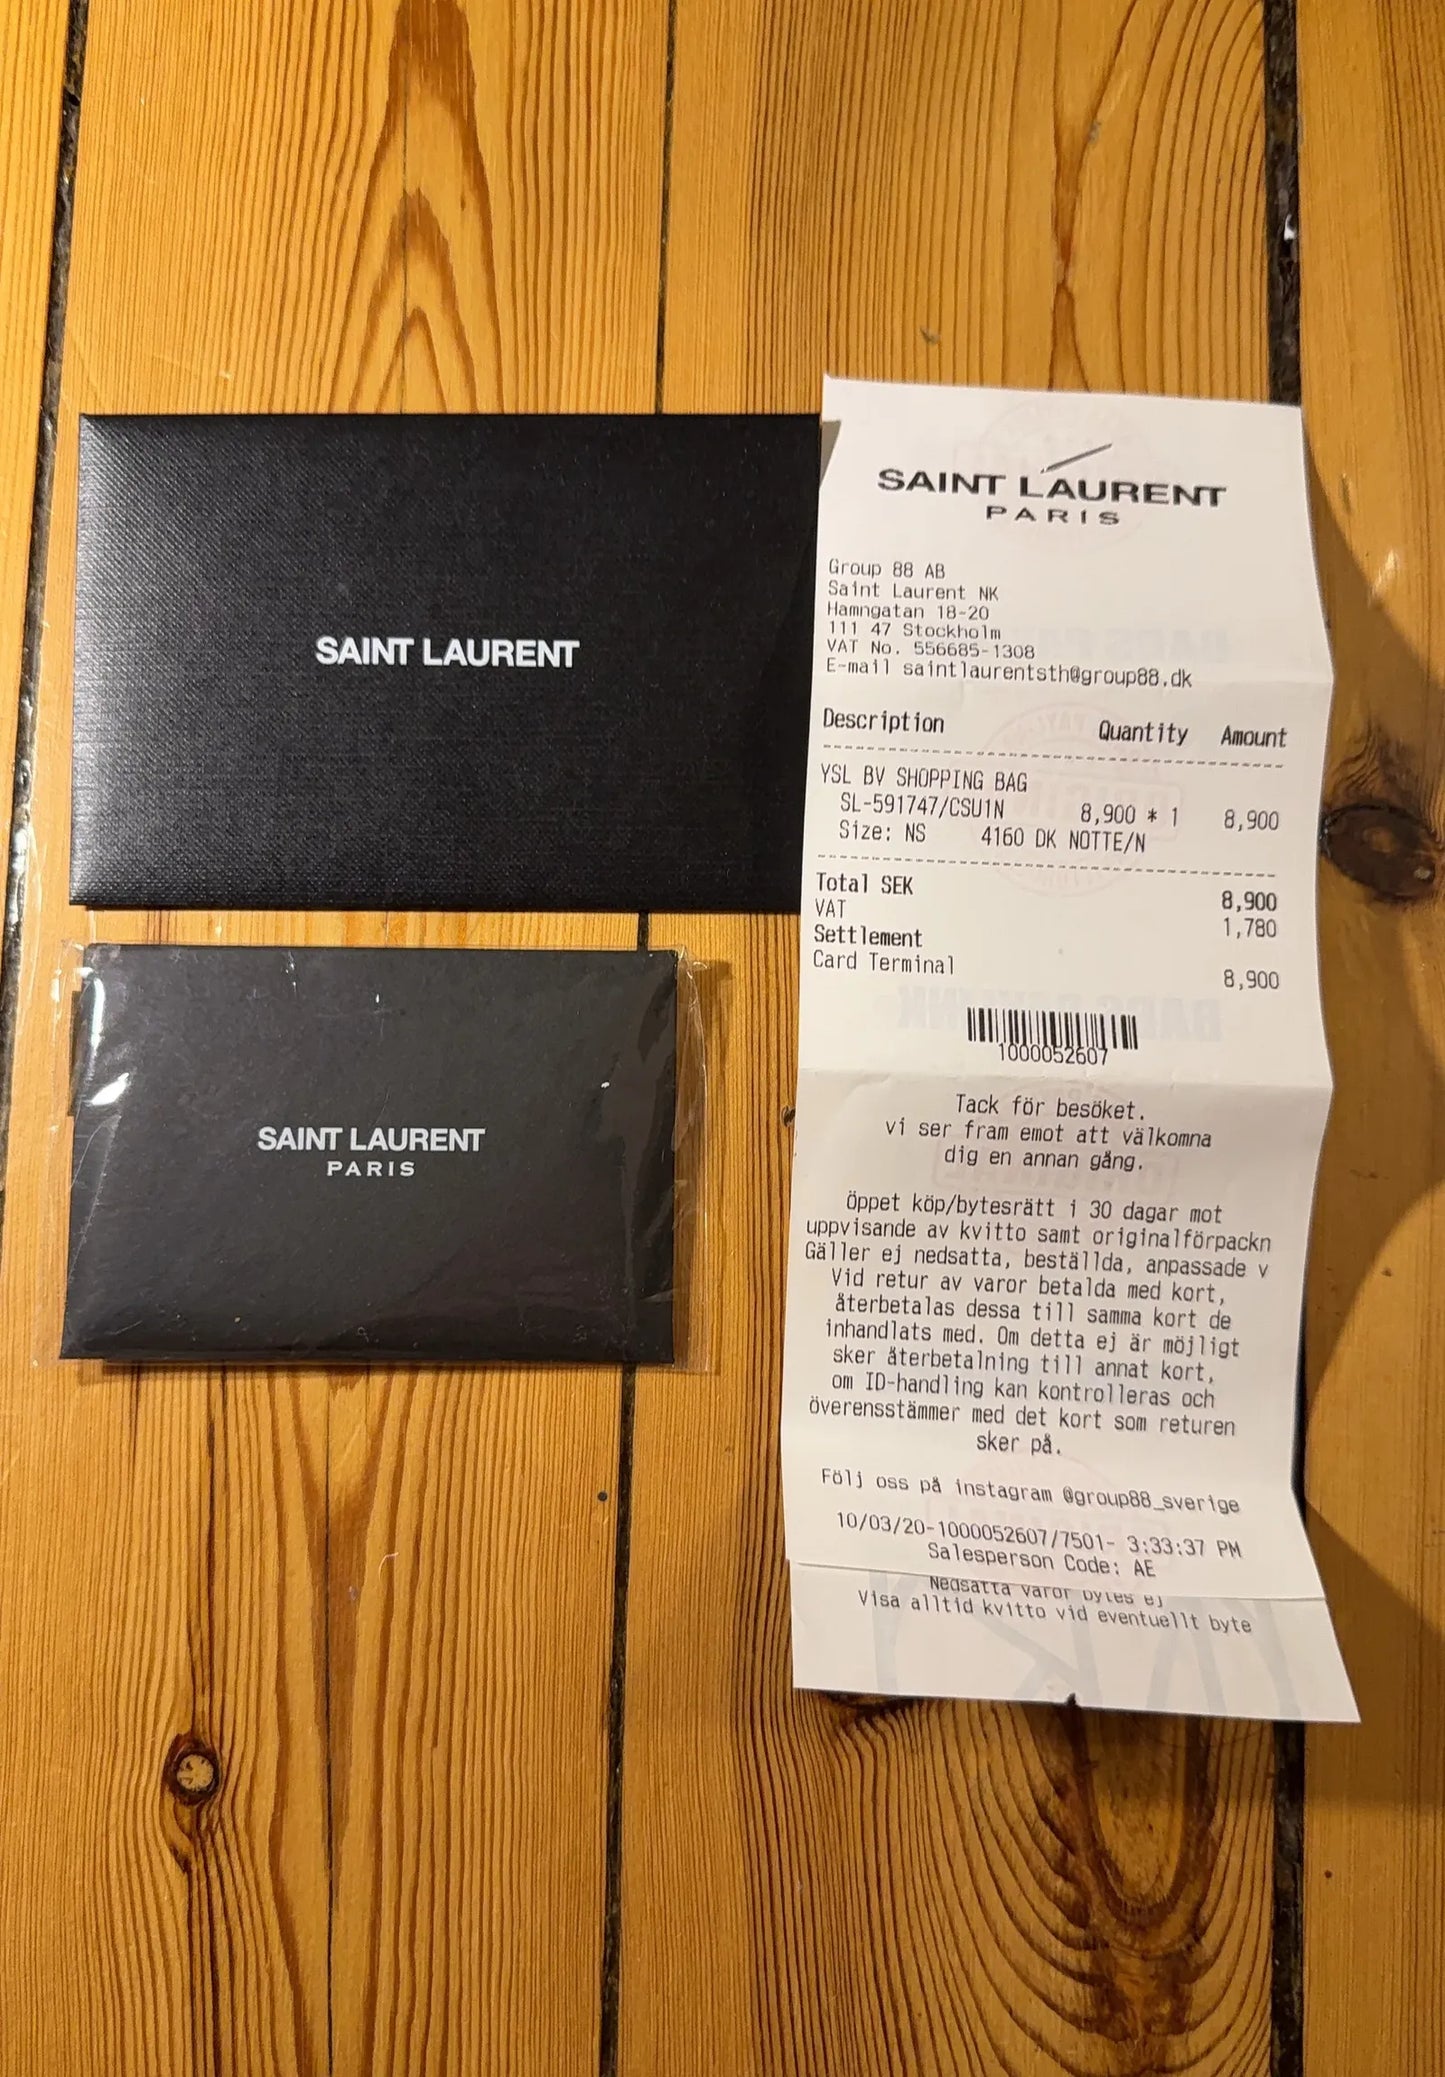 SAINT LAURENT
SAINT LAURENT
PARIS
SAINT LAURENT
PARIS
Group 88 AB
Saint Laurent NK
Hamngatan 18-20
111 47 Stockholm
VAT No. 556685-1308
E-mail saintlaurentsth@group88.dk
Description Quantity Amount
YSL BV SHOPPING BAG
SL-591747/CSU1N 8,900 * 1 8,900
Size: NS 4160 DK NOTTE/N
Total SEK 8,900
VAT 1,780
Settlement
Card Terminal 8,900
1000052607
Tack för besöket.
vi ser fram emot att välkomna
dig en annan gång.
Öppet köp/bytesrätt i 30 dagar mot
uppvisande av kvitto samt originalförpackn
Gäller ej nedsatta, beställda, anpassade v
Vid retur av varor betalda med kort,
återbetalas dessa till samma kort de
inhandlats med. Om detta ej är möjligt
sker återbetalning till annat kort,
om ID-handling kan kontrolleras och
överensstämmer med det kort som returen
sker på.
Följ oss på instagram @group88_sverige
10/03/20-1000052607/7501- 3:33:37 PM
Salesperson Code: AE
Nedsatta varor bytes ej
Visa alltid kvitto vid eventuellt byte